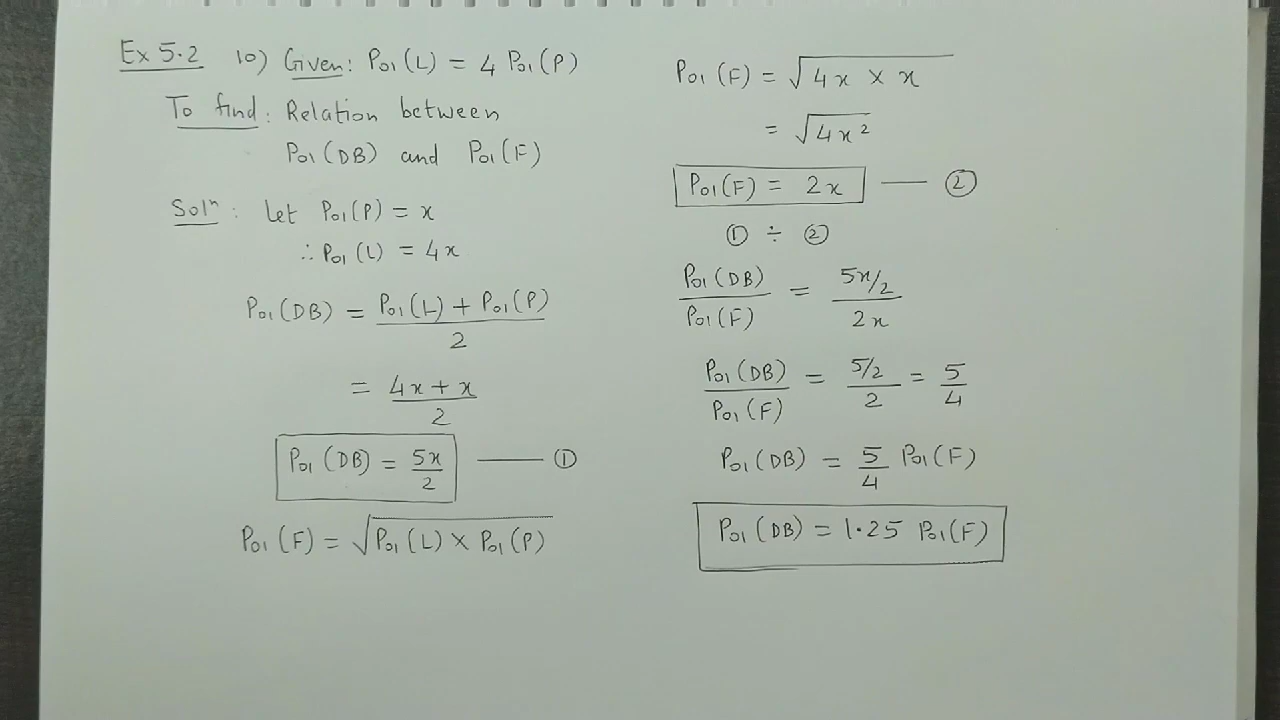 Ex 5.2 10) Given: P₀₁(L) = 4 P₀₁(P)
To find: Relation between
P₀₁(DB) and P₀₁(F)
Solⁿ: Let P₀₁(P) = x
∴ P₀₁(L) = 4x
P₀₁(DB) = P₀₁(L) + P₀₁(P)
2
= 4x + x
2
P₀₁(DB) = 5x/2 —— ①
P₀₁(F) = √P₀₁(L) × P₀₁(P)
P₀₁(F) = √4x × x
= √4x²
P₀₁(F) = 2x —— ②
① ÷ ②
P₀₁(DB) = 5x/2
P₀₁(F) 2x
P₀₁(DB) = 5/2 = 5
P₀₁(F) 2 4
P₀₁(DB) = 5/4 P₀₁(F)
P₀₁(DB) = 1.25 P₀₁(F)